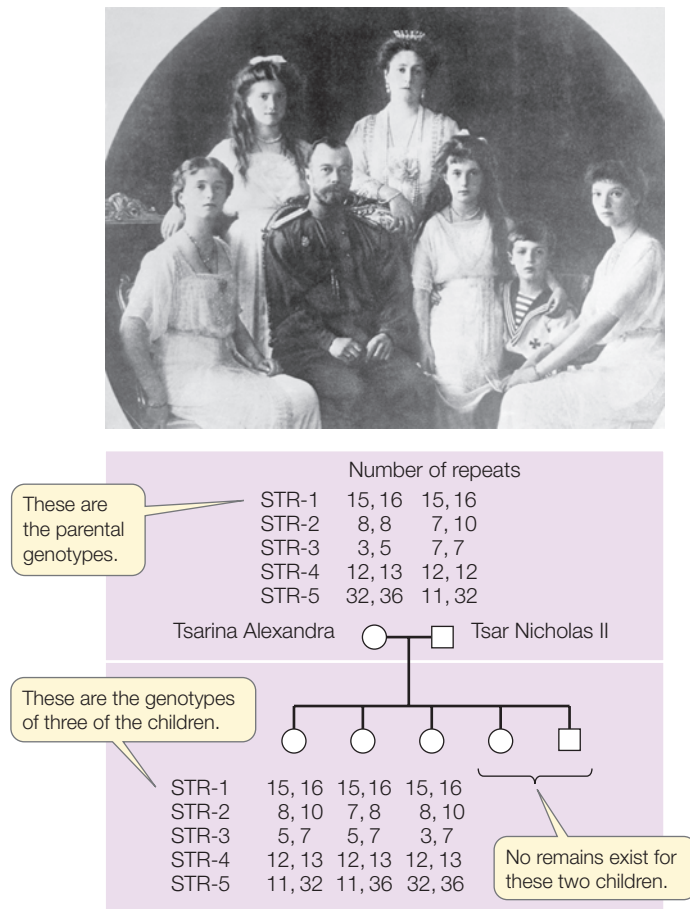 Number of repeats
These are
the parental
genotypes.
STR-1 15, 16 15, 16
STR-2 8, 8 7, 10
STR-3 3, 5 7, 7
STR-4 12, 13 12, 12
STR-5 32, 36 11, 32
Tsarina Alexandra Tsar Nicholas II
These are the genotypes
of three of the children.
STR-1 15, 16 15, 16 15, 16
STR-2 8, 10 7, 8 8, 10
STR-3 5, 7 5, 7 3, 7
STR-4 12, 13 12, 13 12, 13
STR-5 11, 32 11, 36 32, 36
No remains exist for
these two children.